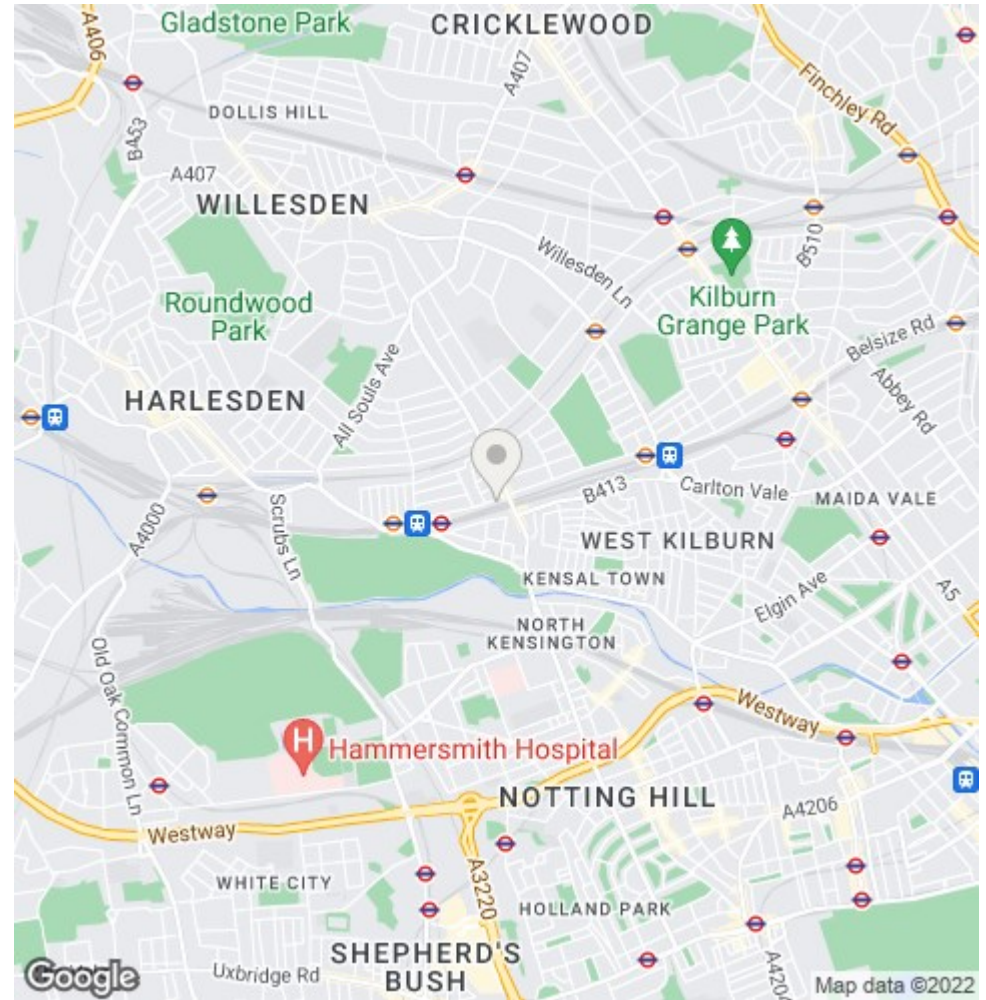 A406
Gladstone Park
CRICKLEWOOD
A407
Finchley Rd
DOLLIS HILL
B453
A407
WILLESDEN
Willesden Ln
B510
Roundwood
Park
Kilburn
Grange Park
Belsize Rd
HARLESDEN
All Souls Ave
Abbey Rd
A4000
Scrubs Ln
B413
Carlton Vale
MAIDA VALE
WEST KILBURN
KENSAL TOWN
A5
Elgin Ave
NORTH
KENSINGTON
Old Oak Common Ln
Westway
H
Hammersmith Hospital
NOTTING HILL
A4206
Westway
A3220
WHITE CITY
HOLLAND PARK
SHEPHERD'S
BUSH
Uxbridge Rd
A4204
Google
Map data ©2022